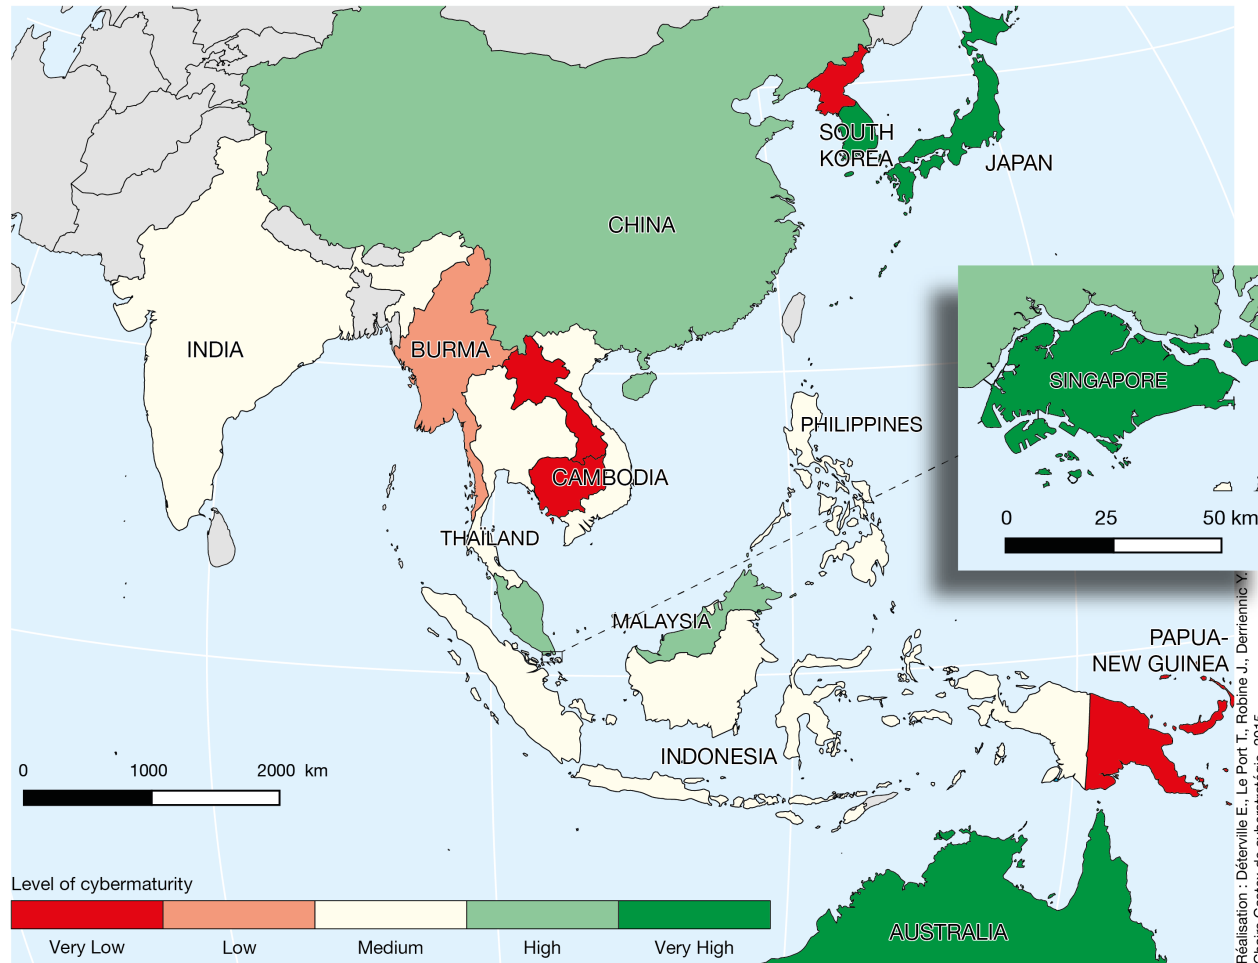 SOUTH
KOREA
JAPAN
CHINA
INDIA
BURMA
SINGAPORE
PHILIPPINES
CAMBODIA
0 25 50 km
THAÏLAND
MALAYSIA
PAPUA-
NEW GUINEA
INDONESIA
0 1000 2000 km
Level of cybermaturity
Very Low Low Medium High Very High
AUSTRALIA
Réalisation : Déterville E., Le Port T., Robine J., Derriennic Y.